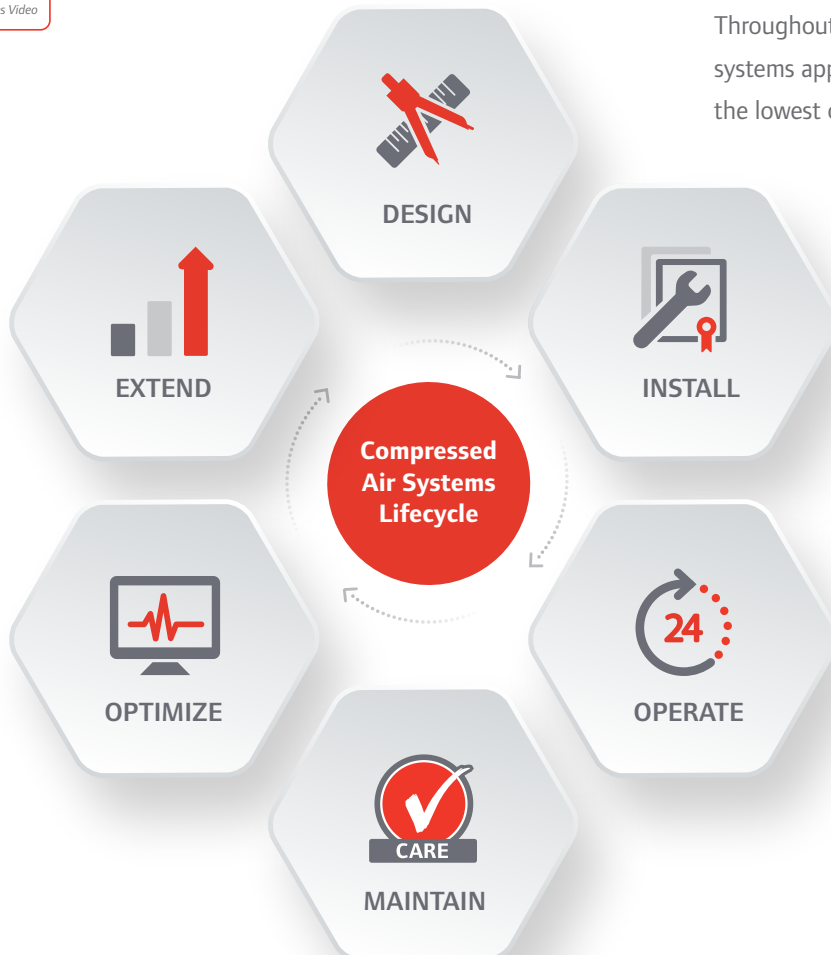 s Video
Throughout
systems app
the lowest c
DESIGN
EXTEND
INSTALL
Compressed
Air Systems
Lifecycle
OPTIMIZE
24
OPERATE
CARE
MAINTAIN